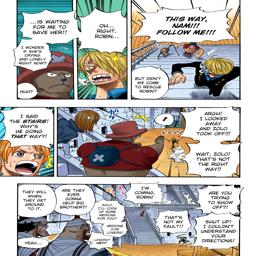 THIS WAY,
NAMI!!
FOLLOW ME!!!
BUT DIDN'T
WE COME
TO RESCUE
ROBIN?
OH...
RIGHT,
ROBIN...
...IS WAITING
FOR ME TO
SAVE HER!!
I WONDER
IF SHE'S
CRYING AND
LONELY
RIGHT NOW?
HUH?
ARGH!
I LOOKED
AWAY
AND ZOLO
TOOK OFF!!
WAIT, ZOLO!
THAT'S NOT
THE RIGHT
WAY!!
I SAID
THE STAIRS!
WHY'S
HE GOING
THAT WAY?!
ARE YOU
TRYING
TO SHOW
OFF?!
SHUT UP!
I COULDN'T
UNDERSTAND
YOUR
DIRECTIONS!
I'M
COMING,
ROBIN!
THAT'S
NOT MY
FAULT!!
ARE THEY
EVER
GONNA
HELP BIG
BROTHER?!
THEY WILL
WHEN
THEY GET
AROUND
TO IT.
YEAH...